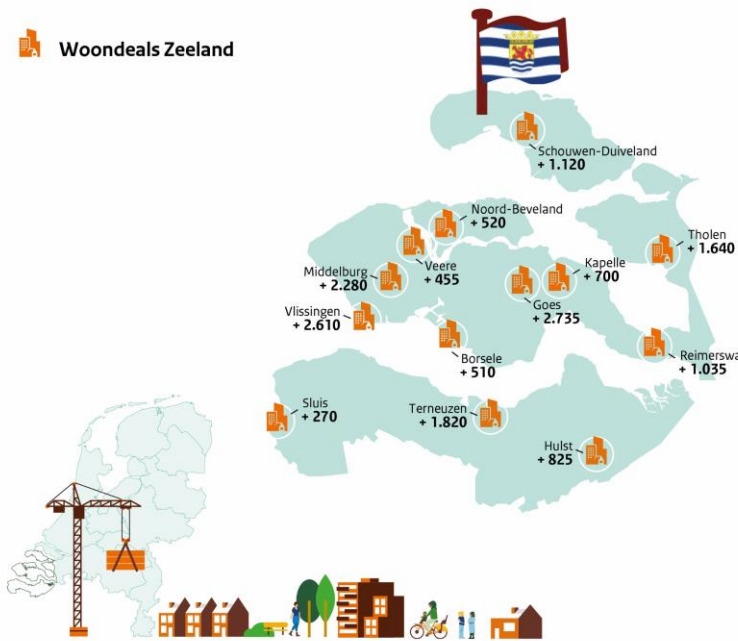 Woondeals Zeeland
Schouwen-Duiveland
+ 1.120
Noord-Beveland
+ 520
Tholen
+ 1.640
Veere
+ 455
Middelburg
+ 2.280
Kapelle
+ 700
Goes
+ 2.735
Vlissingen
+ 2.610
Borsele
+ 510
Reimerswa
+ 1.035
Sluis
+ 270
Terneuzen
+ 1.820
Hulst
+ 825